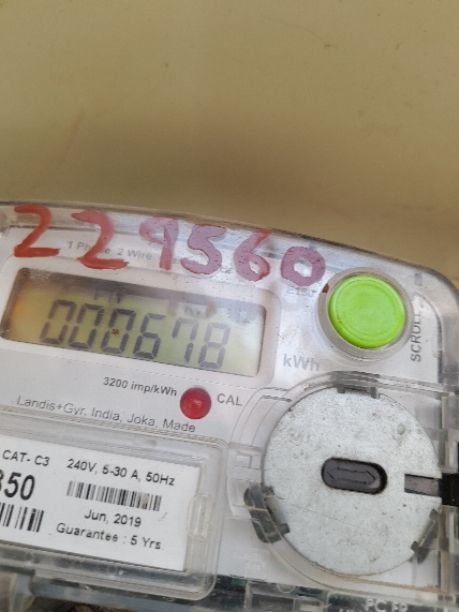 229560
1 Phase 2 Wire
000678
kWh
SCROLL
3200 imp/kWh
CAL
Landis+Gyr, India, Joka, Made
CAT- C3
240V, 5-30 A, 50Hz
350
Jun, 2019
Guarantee : 5 Yrs